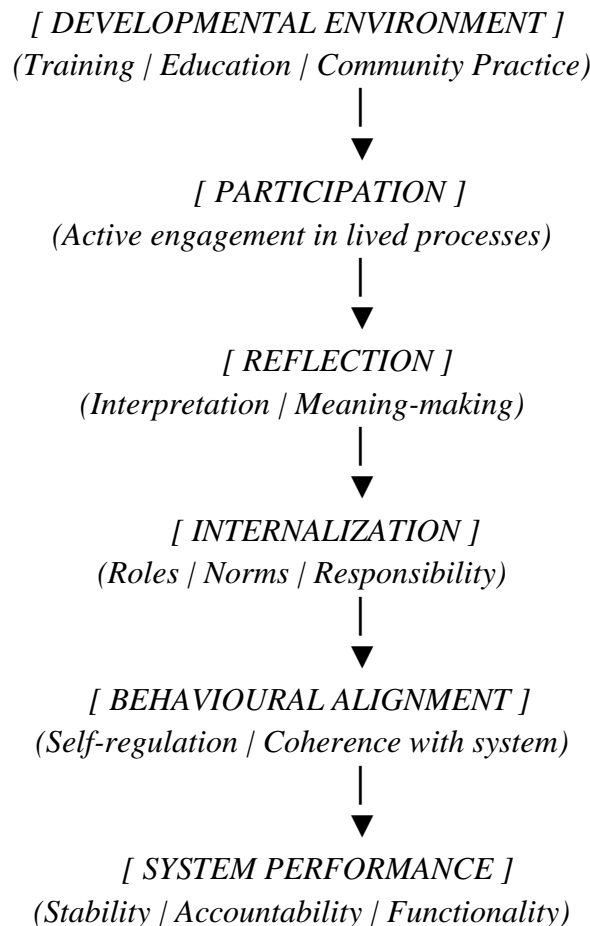 [ DEVELOPMENTAL ENVIRONMENT ]
(Training | Education | Community Practice)
[ PARTICIPATION ]
(Active engagement in lived processes)
[ REFLECTION ]
(Interpretation | Meaning-making)
[ INTERNALIZATION ]
(Roles | Norms | Responsibility)
[ BEHAVIOURAL ALIGNMENT ]
(Self-regulation | Coherence with system)
[ SYSTEM PERFORMANCE ]
(Stability | Accountability | Functionality)